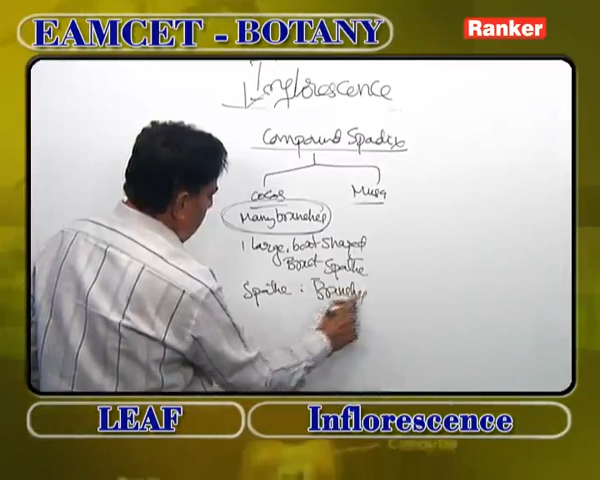 EAMCET - BOTANY
Ranker
Inflorescence
Compound Spadix
Cocos
Musa
Many branches
1 large, boat shaped
Bract Spathe
Spathe : Branches
LEAF
Inflorescence